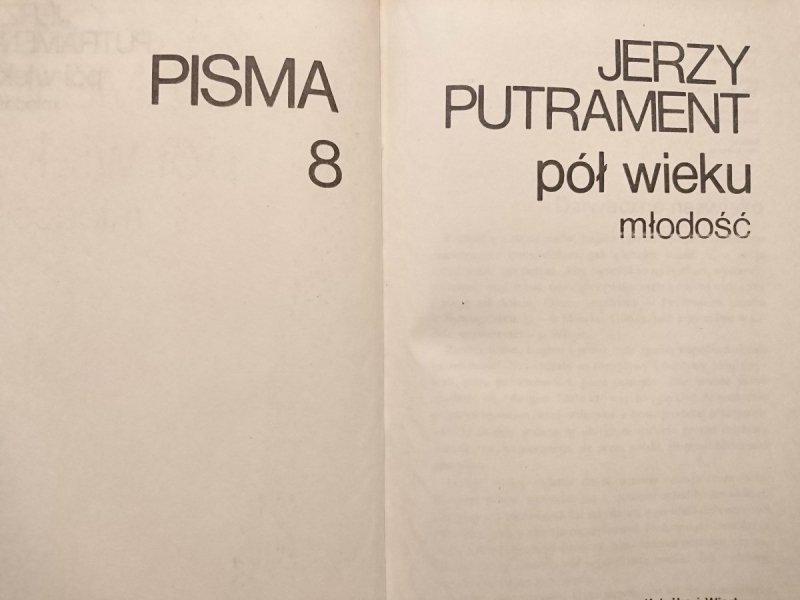 PISMA
8
JERZY
PUTRAMENT
pół wieku
młodość